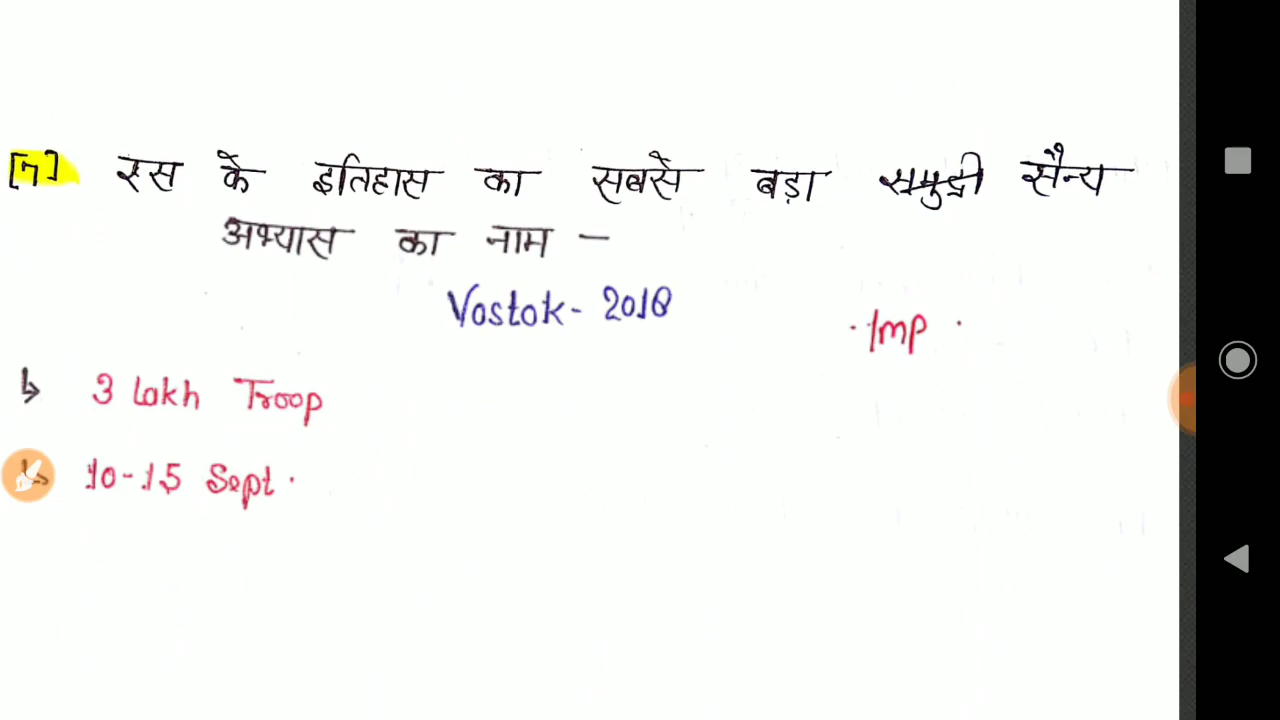 [7] रुस के इतिहास का सबसे बड़ा समुद्री सैन्य
अभ्यास का नाम –
Vostok - 2018
. Imp .
↳ 3 Lakh Troop
↳ 10-15 Sept .